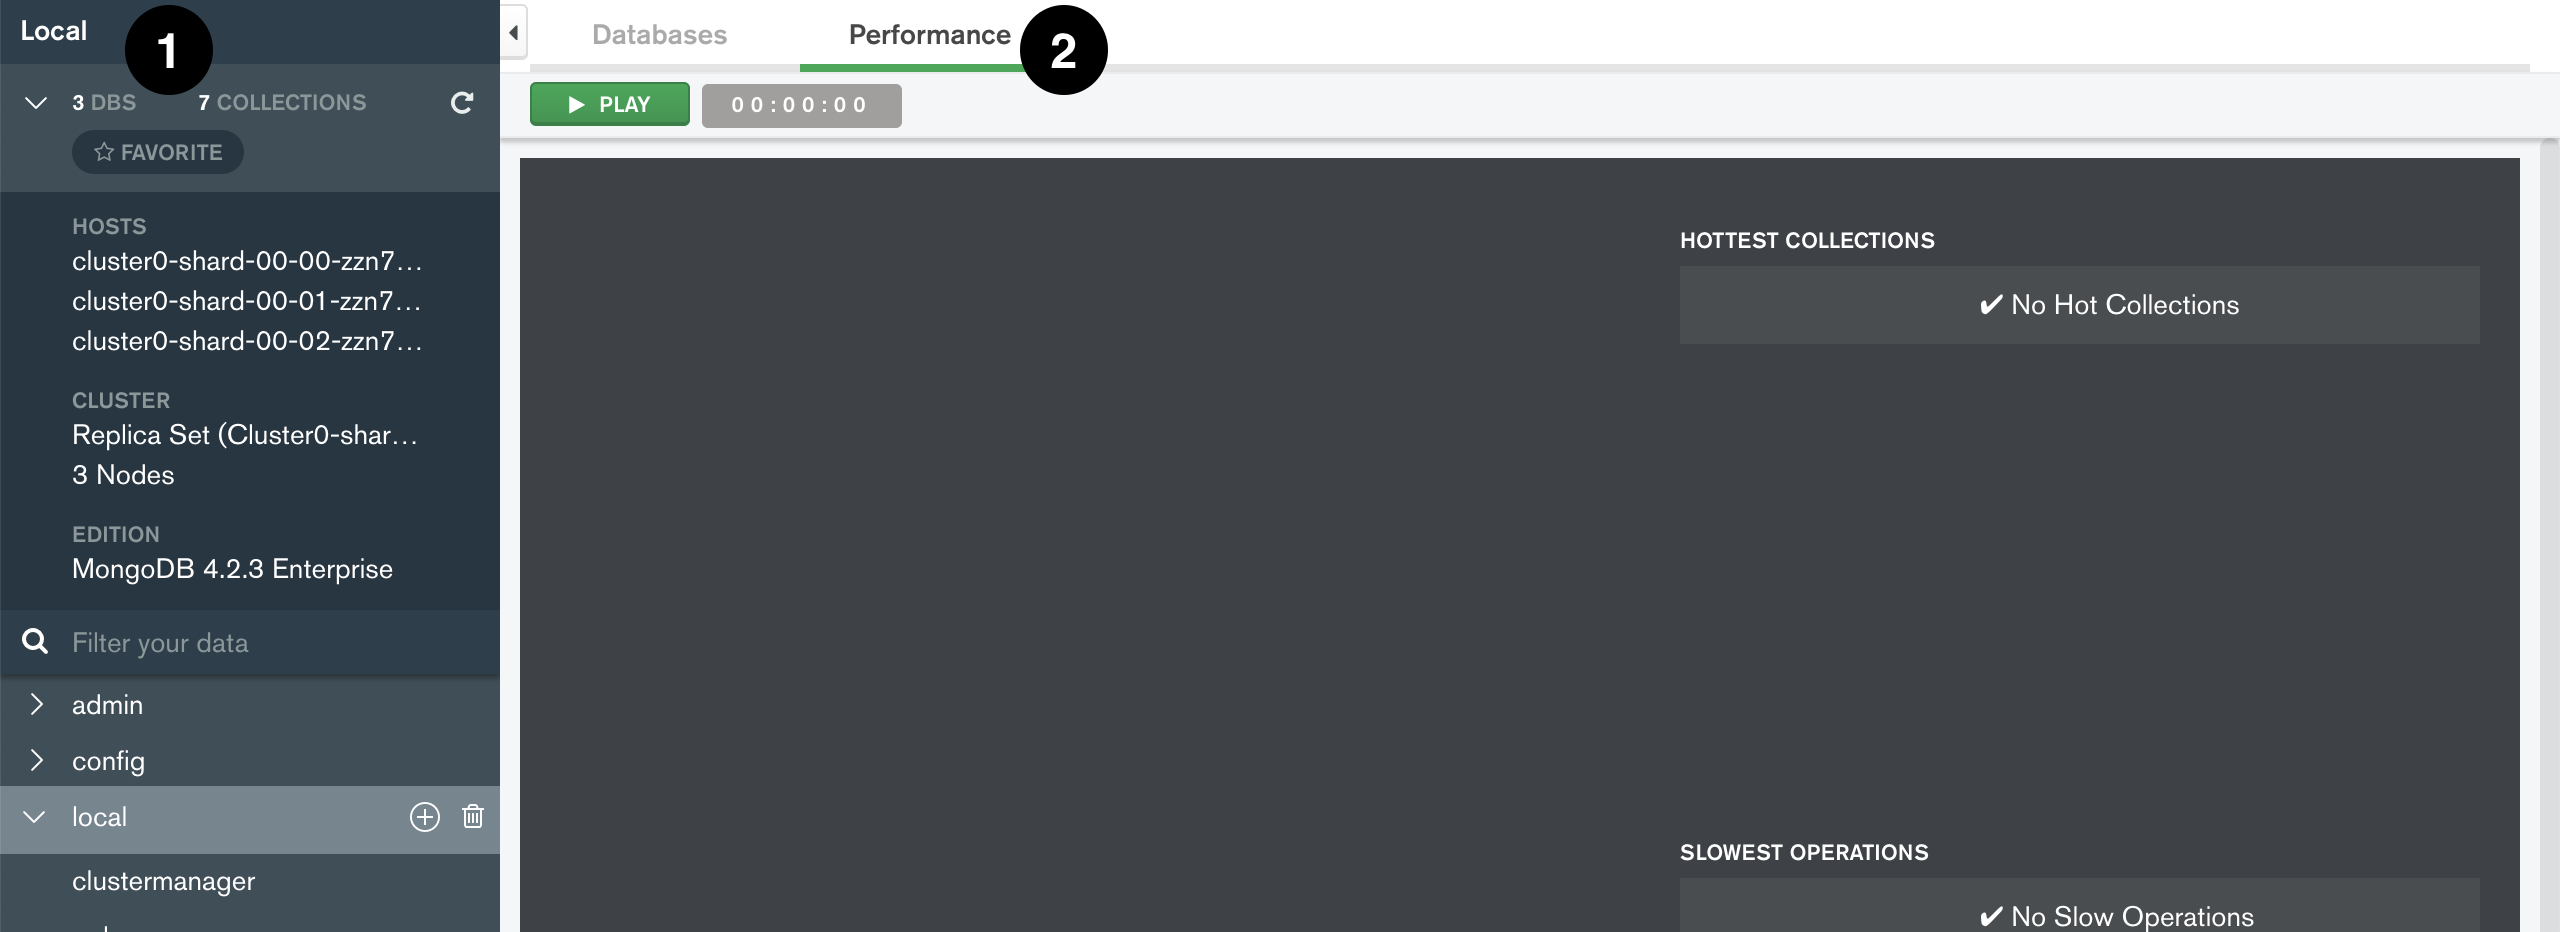 Local
1
3 DBS 7 COLLECTIONS
FAVORITE
HOSTS
cluster0-shard-00-00-zzn7...
cluster0-shard-00-01-zzn7...
cluster0-shard-00-02-zzn7...
CLUSTER
Replica Set (Cluster0-shar...
3 Nodes
EDITION
MongoDB 4.2.3 Enterprise
Filter your data
admin
config
local
clustermanager
Databases Performance
2
PLAY 00:00:00
HOTTEST COLLECTIONS
✔ No Hot Collections
SLOWEST OPERATIONS
✔ No Slow Operations